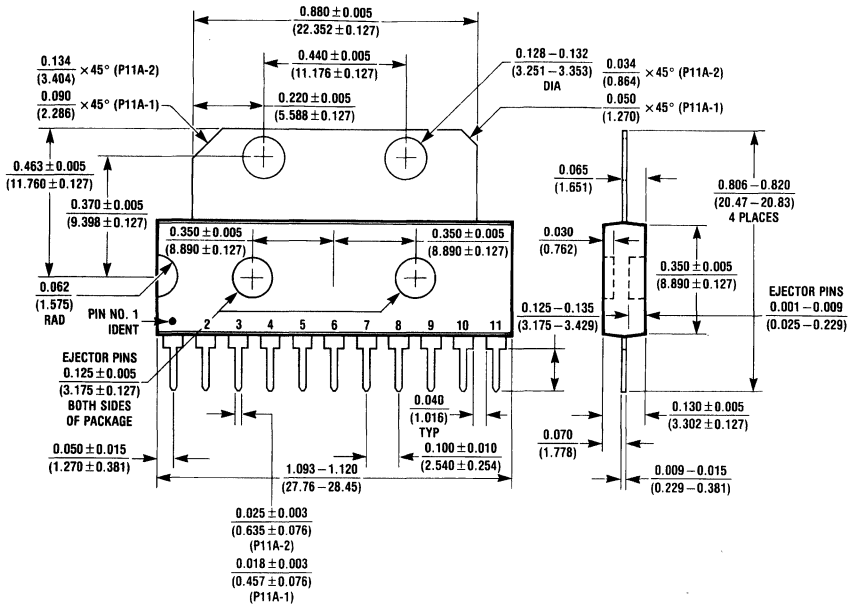 0.880 ± 0.005
(22.352 ± 0.127)
0.134
(3.404)
× 45° (P11A-2)
0.090
(2.286)
× 45° (P11A-1)
0.440 ± 0.005
(11.176 ± 0.127)
0.220 ± 0.005
(5.588 ± 0.127)
0.128 – 0.132
(3.251 – 3.353)
DIA
0.034
(0.864)
× 45° (P11A-2)
0.050
(1.270)
× 45° (P11A-1)
0.463 ± 0.005
(11.760 ± 0.127)
0.370 ± 0.005
(9.398 ± 0.127)
0.065
(1.651)
0.806 – 0.820
(20.47 – 20.83)
4 PLACES
0.350 ± 0.005
(8.890 ± 0.127)
0.350 ± 0.005
(8.890 ± 0.127)
0.030
(0.762)
0.350 ± 0.005
(8.890 ± 0.127)
0.062
(1.575)
RAD
PIN NO. 1
IDENT
2 3 4 5 6 7 8 9 10 11
0.125 – 0.135
(3.175 – 3.429)
EJECTOR PINS
0.001 – 0.009
(0.025 – 0.229)
EJECTOR PINS
0.125 ± 0.005
(3.175 ± 0.127)
BOTH SIDES
OF PACKAGE
0.040
(1.016)
TYP
0.130 ± 0.005
(3.302 ± 0.127)
0.050 ± 0.015
(1.270 ± 0.381)
0.100 ± 0.010
(2.540 ± 0.254)
0.070
(1.778)
1.093 – 1.120
(27.76 – 28.45)
0.009 – 0.015
(0.229 – 0.381)
0.025 ± 0.003
(0.635 ± 0.076)
(P11A-2)
0.018 ± 0.003
(0.457 ± 0.076)
(P11A-1)